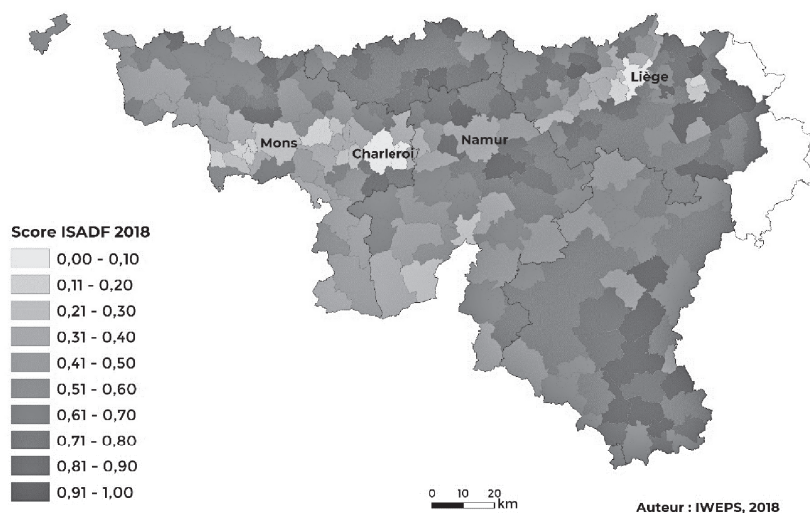 Liège
Mons
Charleroi
Namur
Score ISADF 2018
0,00 - 0,10
0,11 - 0,20
0,21 - 0,30
0,31 - 0,40
0,41 - 0,50
0,51 - 0,60
0,61 - 0,70
0,71 - 0,80
0,81 - 0,90
0,91 - 1,00
0 10 20
km
Auteur : IWEPS, 2018